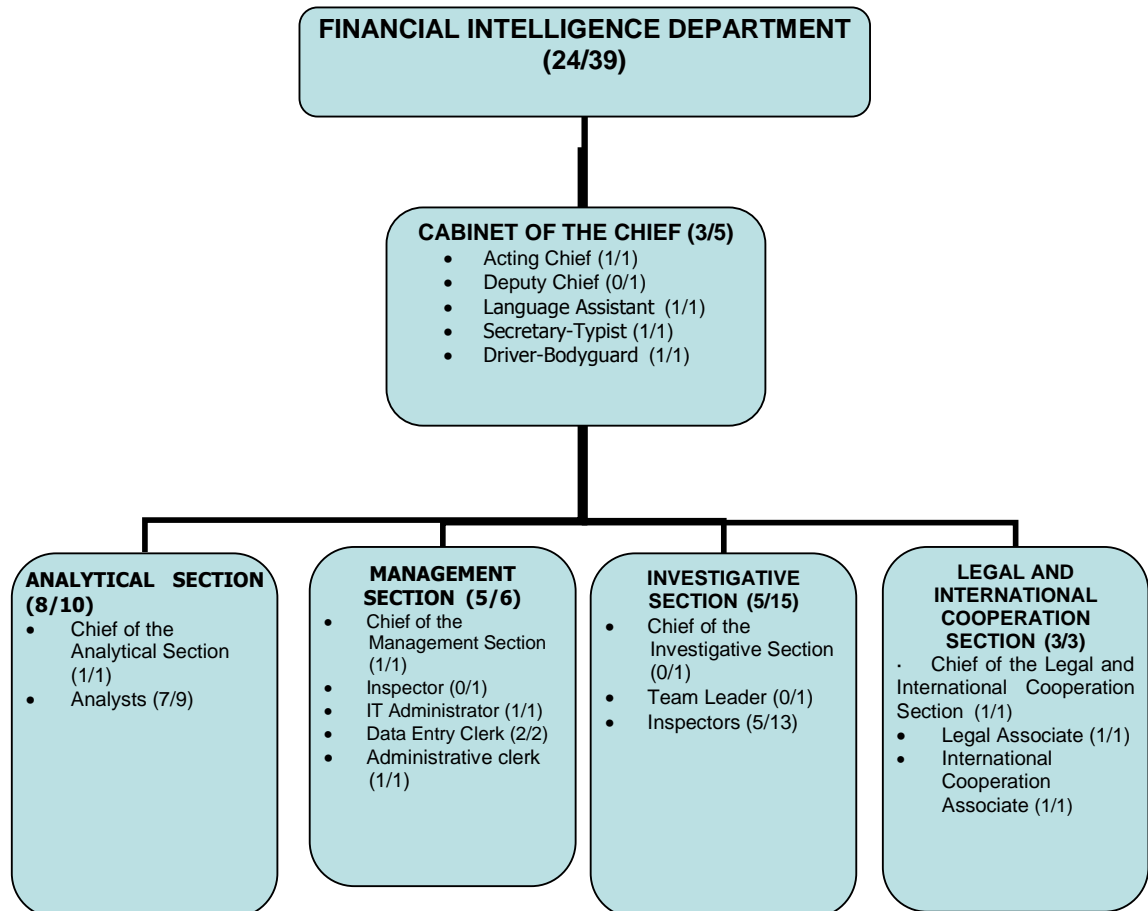 FINANCIAL INTELLIGENCE DEPARTMENT
(24/39)
CABINET OF THE CHIEF (3/5)
• Acting Chief (1/1)
• Deputy Chief (0/1)
• Language Assistant (1/1)
• Secretary-Typist (1/1)
• Driver-Bodyguard (1/1)
ANALYTICAL SECTION
(8/10)
• Chief of the
Analytical Section
(1/1)
• Analysts (7/9)
MANAGEMENT
SECTION (5/6)
• Chief of the
Management Section
(1/1)
• Inspector (0/1)
• IT Administrator (1/1)
• Data Entry Clerk (2/2)
• Administrative clerk
(1/1)
INVESTIGATIVE
SECTION (5/15)
• Chief of the
Investigative Section
(0/1)
• Team Leader (0/1)
• Inspectors (5/13)
LEGAL AND
INTERNATIONAL
COOPERATION
SECTION (3/3)
· Chief of the Legal and
International Cooperation
Section (1/1)
• Legal Associate (1/1)
• International
Cooperation
Associate (1/1)